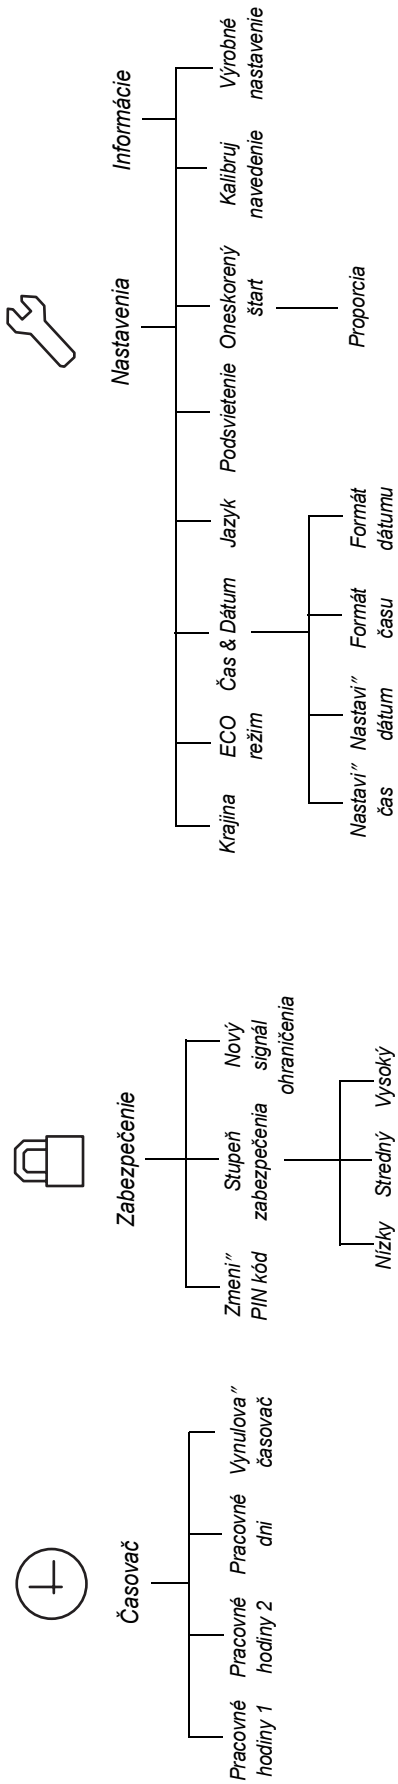 Časovač
Pracovné
hodiny 1
Pracovné
hodiny 2
Pracovné
dni
Vynulova"
časovač
Zabezpečenie
Zmeni"
PIN kód
Stupeň
zabezpečenia
Nový
signál
ohraničenia
Nízky
Stredný
Vysoký
Nastavenia
Informácie
Krajina
ECO
režim
Čas & Dátum
Jazyk
Podsvietenie
Oneskorený
štart
Kalibruj
navedenie
Výrobné
nastavenie
Nastavi"
čas
Nastavi"
dátum
Formát
času
Formát
dátumu
Proporcia